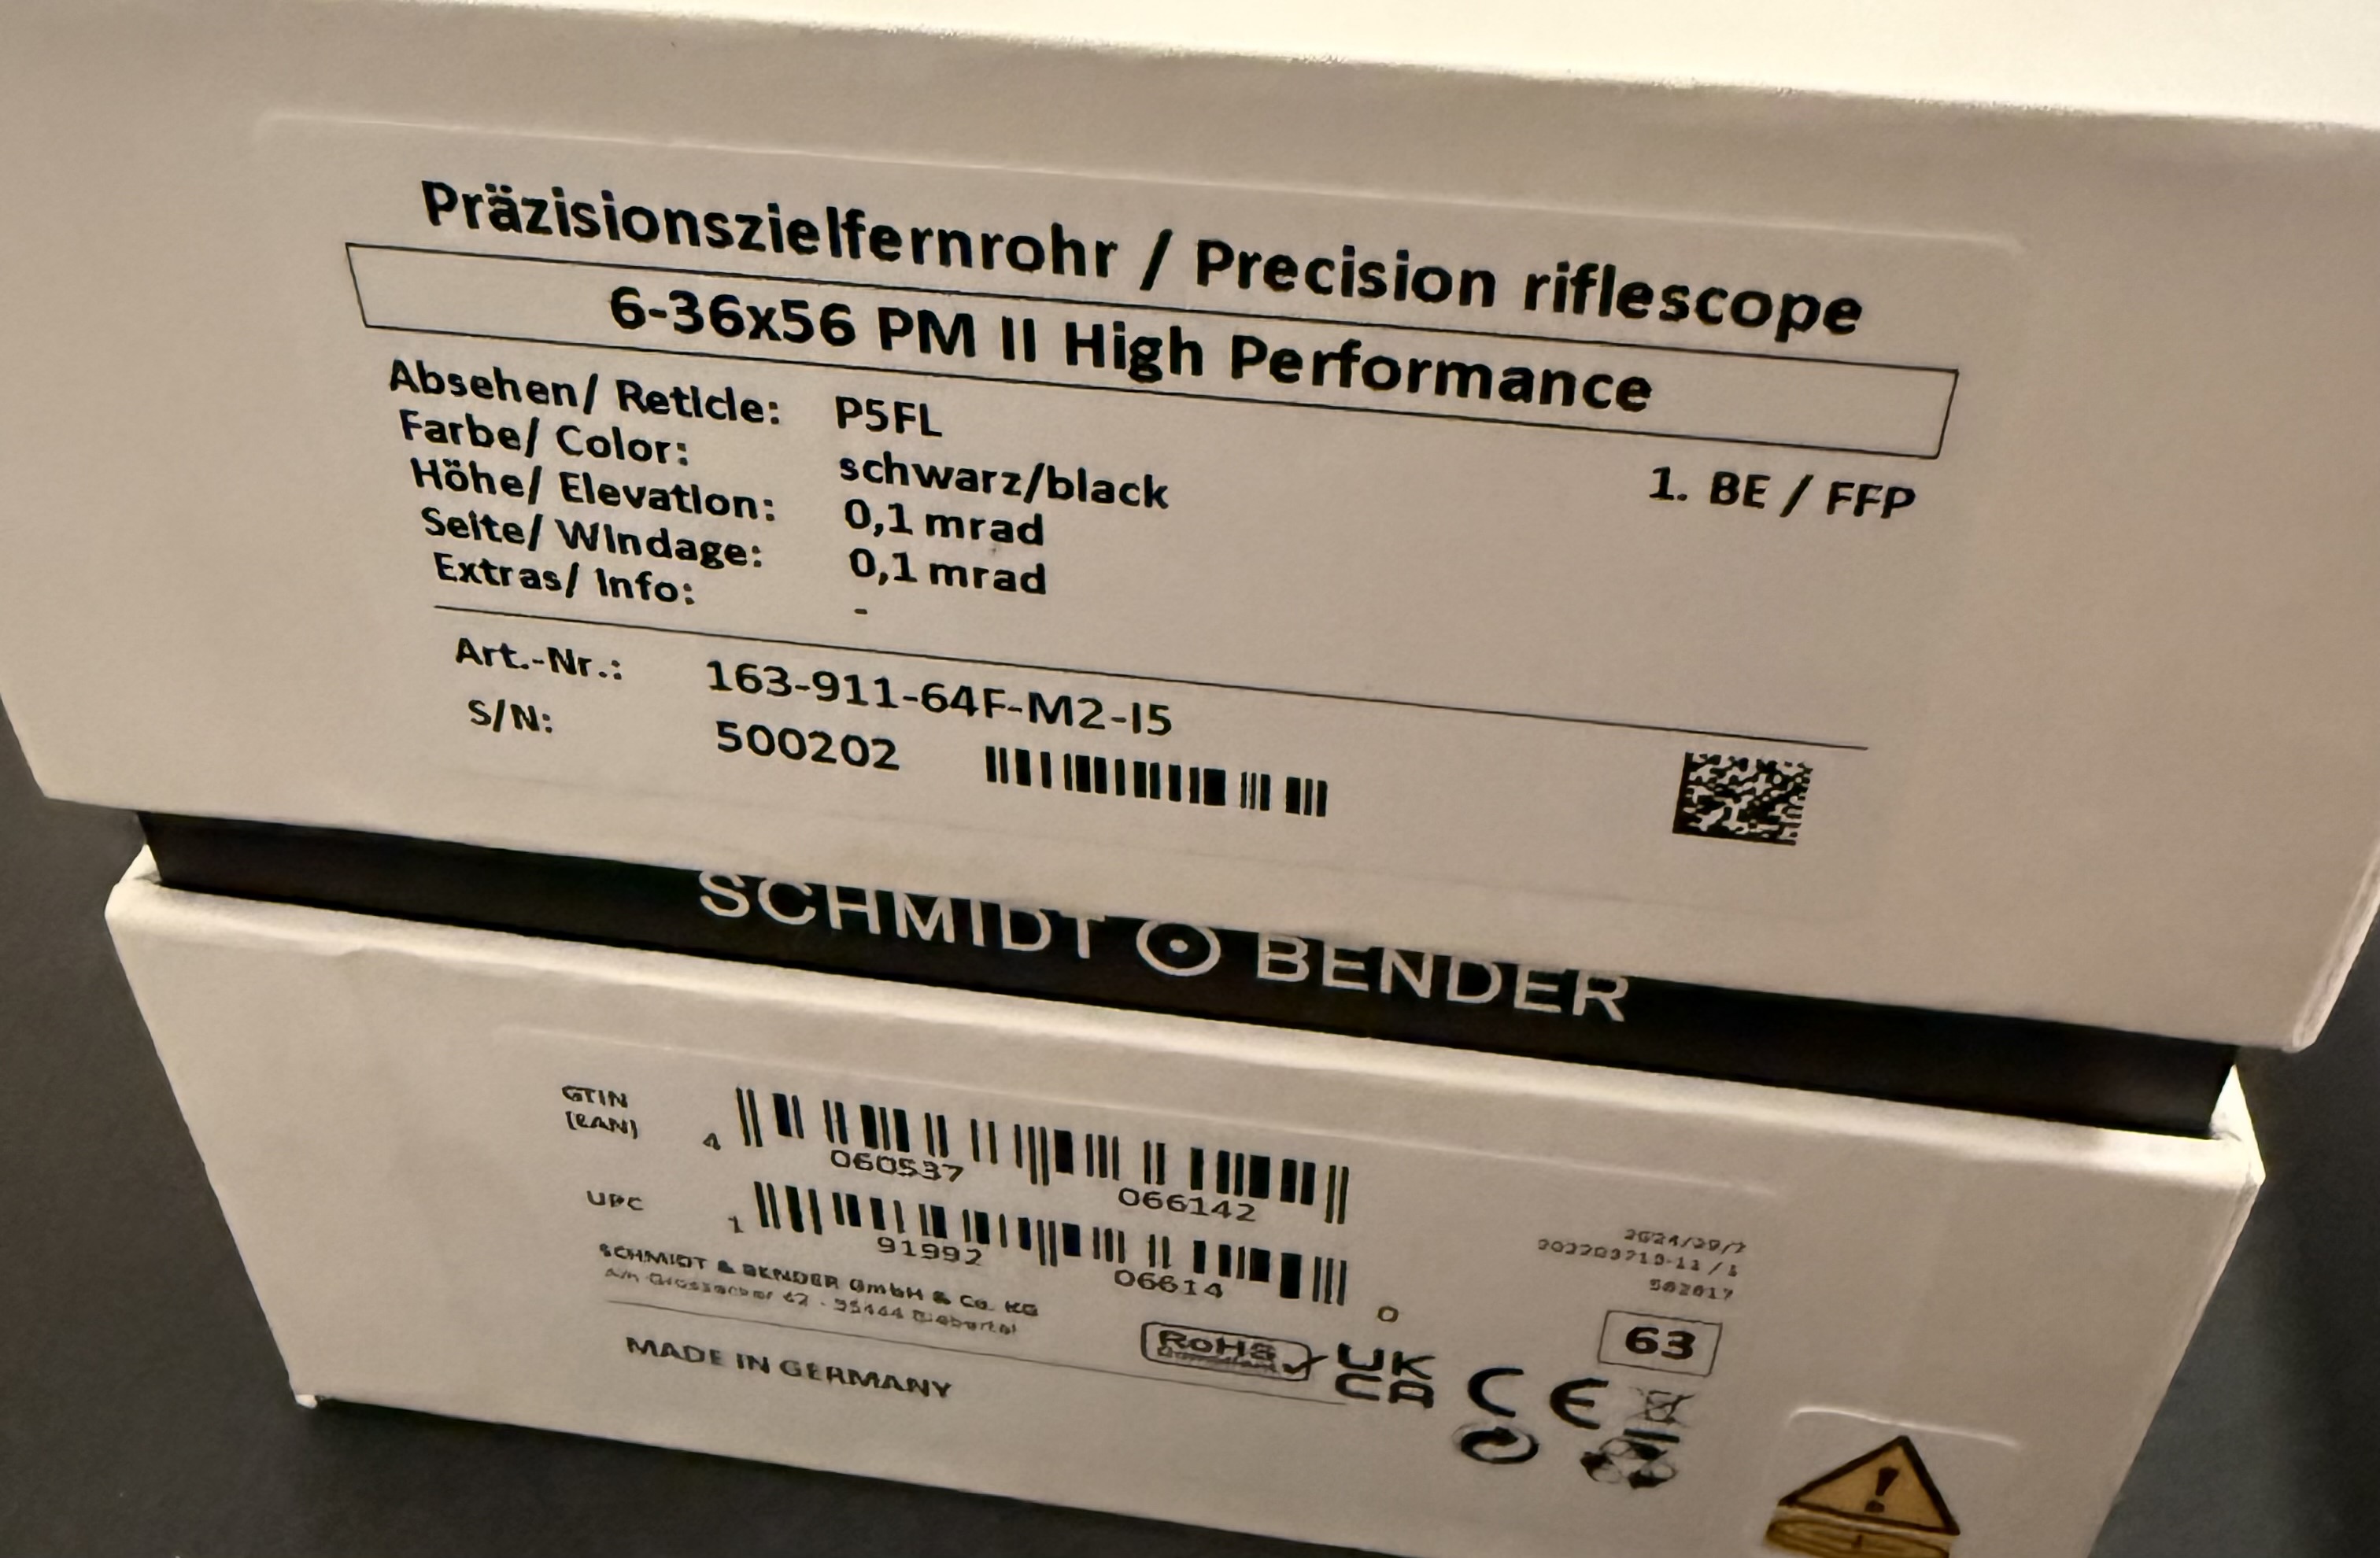 Präzisionszielfernrohr / Precision riflescope
6-36x56 PM II High Performance
Absehen/ Reticle: P5FL 1. BE / FFP
Farbe/ Color: schwarz/black
Höhe/ Elevation: 0,1 mrad
Seite/ Windage: 0,1 mrad
Extras/ Info: -
Art.-Nr.: 163-911-64F-M2-I5
S/N: 500202
SCHMIDT BENDER
GTIN
(EAN)
4 060537 066142
UPC
1 91992 06614 0
SCHMIDT & BENDER GmbH & Co. KG
MADE IN GERMANY
RoHS
63
UK
CA
CE